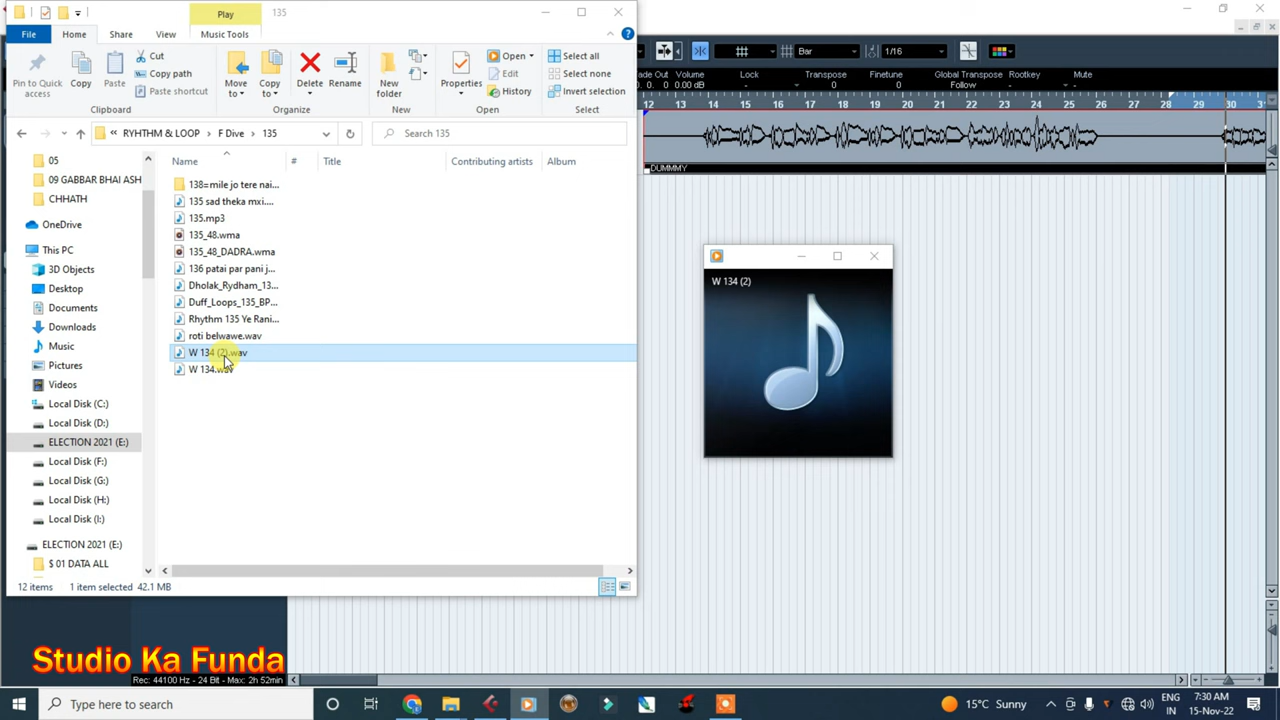 Play
135
File
Home
Share
View
Music Tools
Pin to Quick access
Copy
Paste
Cut
Copy path
Paste shortcut
Clipboard
Move to
Copy to
Delete
Rename
Organize
New folder
New
Properties
Open
Edit
History
Open
Select all
Select none
Invert selection
Select
« RYHTHM & LOOP > F Dive > 135
Search 135
Name
#
Title
Contributing artists
Album
05
09 GABBAR BHAI ASH
CHHATH
OneDrive
This PC
3D Objects
Desktop
Documents
Downloads
Music
Pictures
Videos
Local Disk (C:)
Local Disk (D:)
ELECTION 2021 (E:)
Local Disk (F:)
Local Disk (G:)
Local Disk (H:)
Local Disk (I:)
ELECTION 2021 (E:)
$ 01 DATA ALL
138=mile jo tere nai...
135 sad theka mxi....
135.mp3
135_48.wma
135_48_DADRA.wma
136 patai par pani j...
Dholak_Rydham_13...
Duff_Loops_135_BP...
Rhythm 135 Ye Rani...
roti belwawe.wav
W 134 (2).wav
W 134.wav
12 items
1 item selected 42.1 MB
Bar
1/16
ade Out
Volume
Lock
Transpose
Finetune
Global Transpose
Rootkey
Mute
0.00 dB
-
-
-
Follow
-
-
12 13 14 15 16 17 18 19 20 21 22 23 24 25 26 27 28 29 30
DUMMMY
W 134 (2)
Studio Ka Funda
Rec: 44100 Hz - 24 Bit - Max: 2h 52min
Type here to search
15°C Sunny
ENG
IN
7:30 AM
15-Nov-22